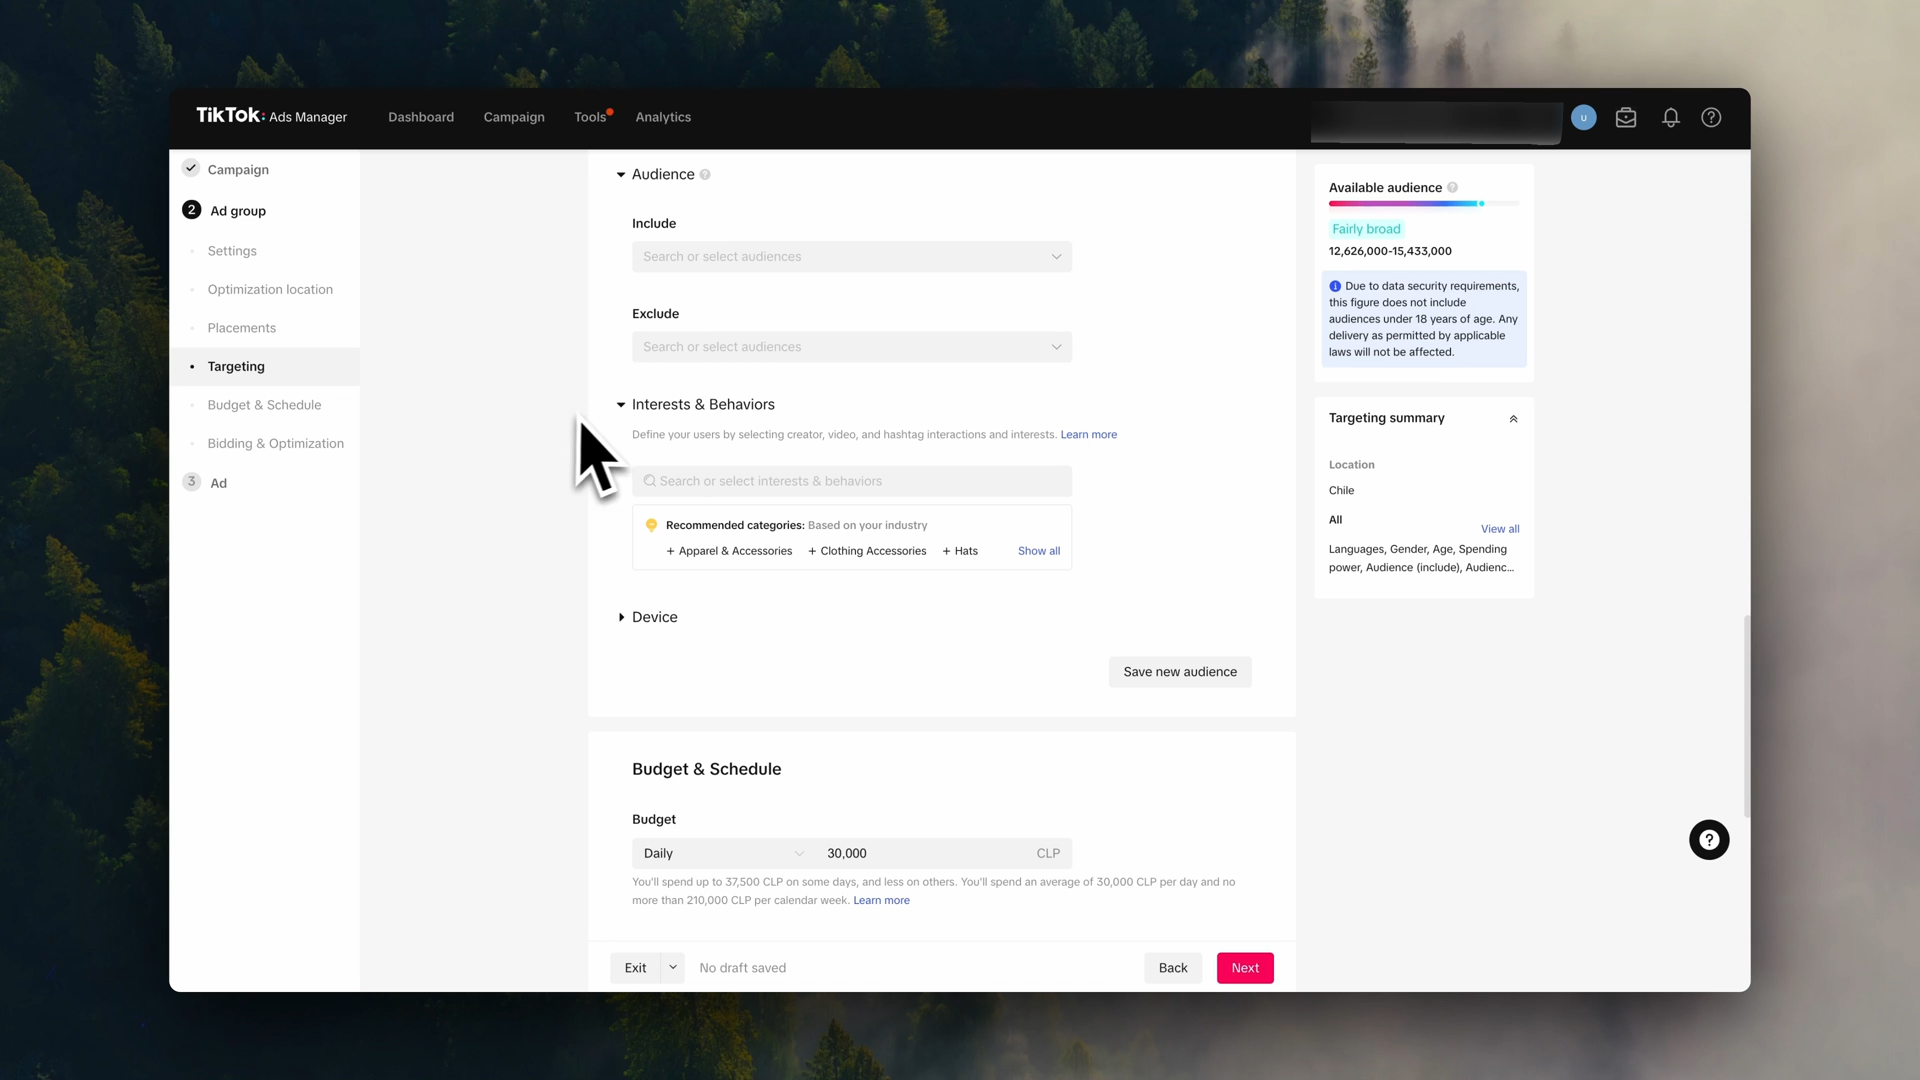 TikTok: Ads Manager
Dashboard
Campaign
Tools
Analytics
U
Campaign
2 Ad group
Settings
Optimization location
Placements
Targeting
Budget & Schedule
Bidding & Optimization
3 Ad
Audience
Include
Search or select audiences
Exclude
Search or select audiences
Interests & Behaviors
Define your users by selecting creator, video, and hashtag interactions and interests. Learn more
Search or select interests & behaviors
Recommended categories: Based on your industry
+ Apparel & Accessories + Clothing Accessories + Hats Show all
Device
Save new audience
Budget & Schedule
Budget
Daily 30,000 CLP
You'll spend up to 37,500 CLP on some days, and less on others. You'll spend an average of 30,000 CLP per day and no
more than 210,000 CLP per calendar week. Learn more
Exit
No draft saved
Back
Next
Available audience
Fairly broad
12,626,000-15,433,000
Due to data security requirements,
this figure does not include
audiences under 18 years of age. Any
delivery as permitted by applicable
laws will not be affected.
Targeting summary
Location
Chile
All
View all
Languages, Gender, Age, Spending
power, Audience (include), Audienc...